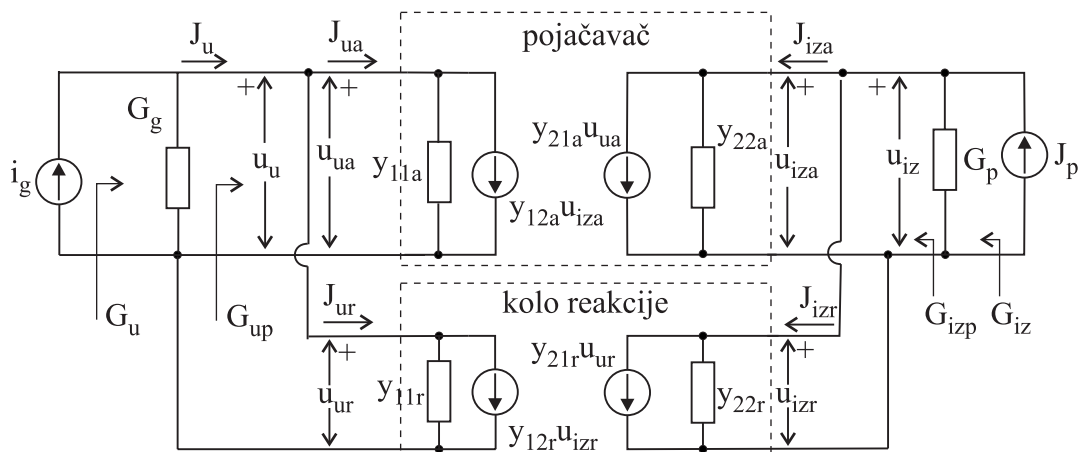 pojačavač
J_u
J_ua
J_iza
+
+
+
+
G_g
u_u
u_ua
y_11a
y_21a u_ua
y_22a
u_iza
u_iz
G_p
J_p
i_g
y_12a u_iza
G_u
G_up
J_ur
kolo reakcije
J_izr
G_izp
G_iz
+
+
u_ur
y_11r
y_21r u_ur
y_22r
u_izr
y_12r u_izr